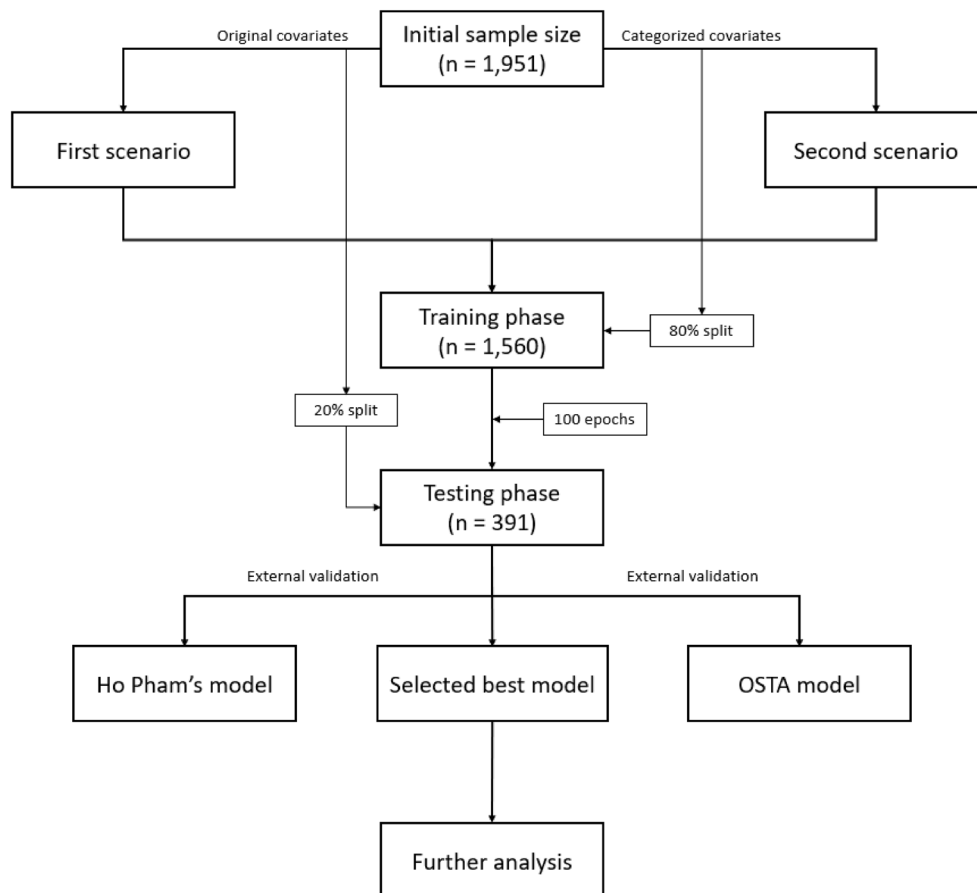 Original covariates
Initial sample size
(n = 1,951)
Categorized covariates
First scenario
Second scenario
Training phase
(n = 1,560)
80% split
20% split
100 epochs
Testing phase
(n = 391)
External validation
External validation
Ho Pham’s model
Selected best model
OSTA model
Further analysis